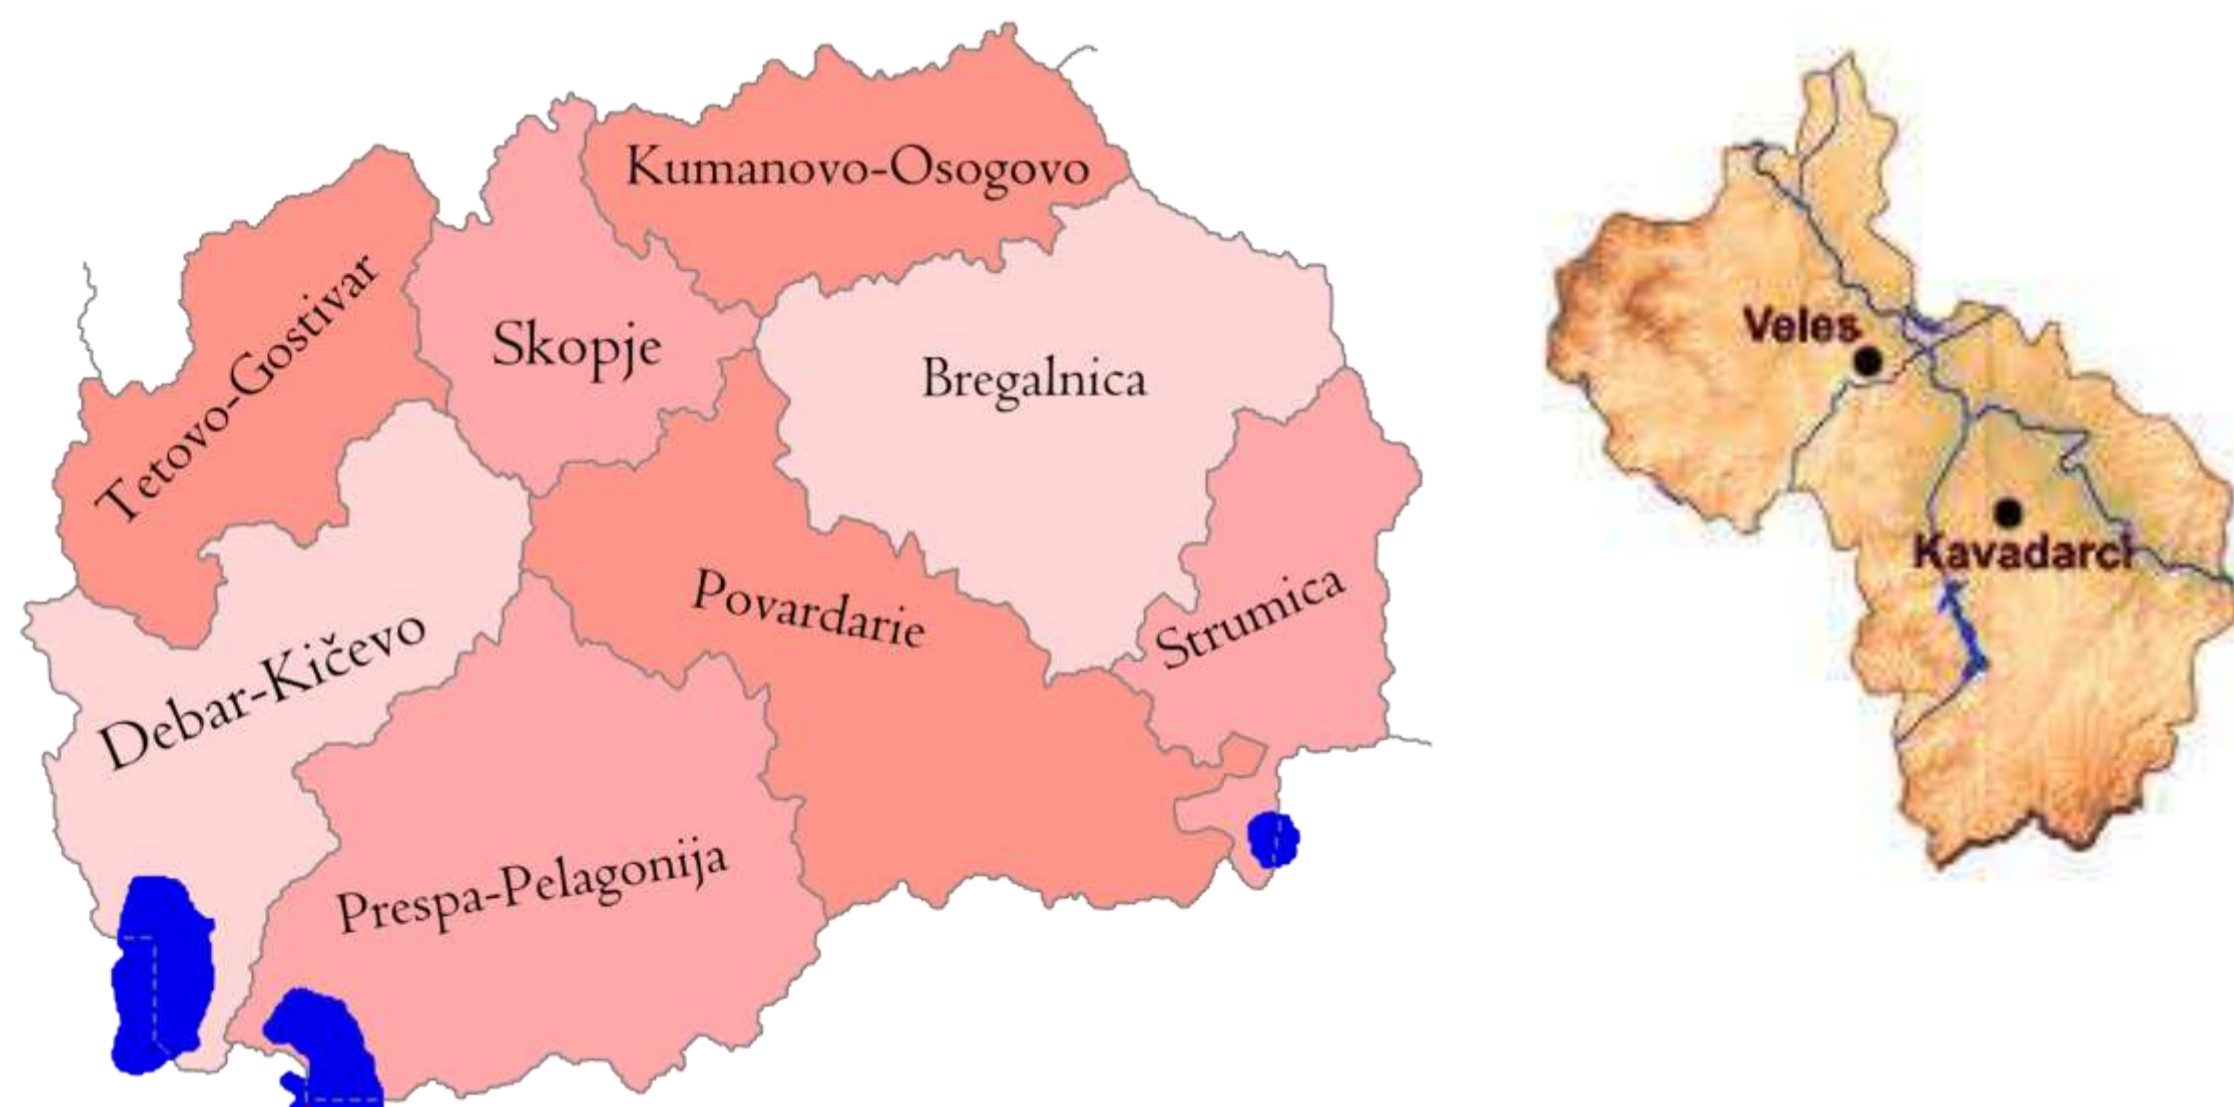 Kumanovo-Osogovo
Tetovo-Gostivar
Skopje
Bregalnica
Povardarie
Strumica
Debar-Kičevo
Prespa-Pelagonija
Veles
Kavadarci